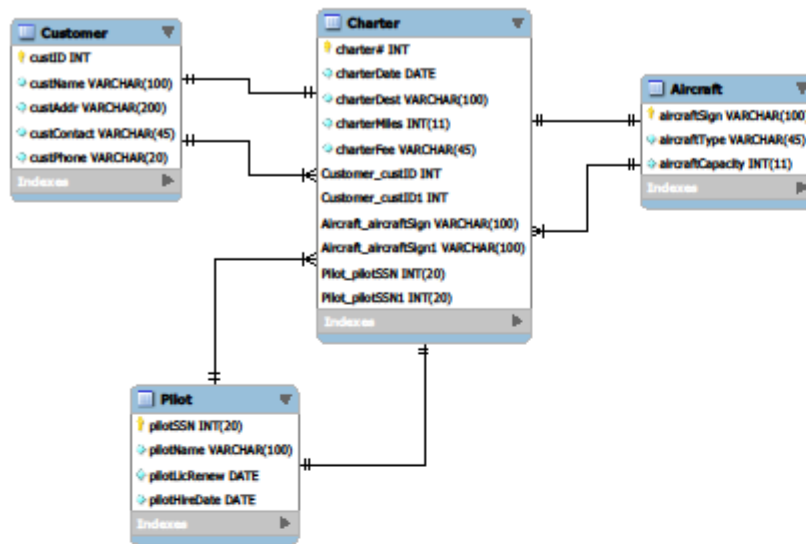 Customer
custID INT
custName VARCHAR(100)
custAddr VARCHAR(200)
custContact VARCHAR(45)
custPhone VARCHAR(20)
Indexes
Charter
charter# INT
charterDate DATE
charterDest VARCHAR(100)
charterMiles INT(11)
charterFee VARCHAR(45)
Customer_custID INT
Customer_custID1 INT
Aircraft_aircraftSign VARCHAR(100)
Aircraft_aircraftSign1 VARCHAR(100)
Pilot_pilotSSN INT(20)
Pilot_pilotSSN1 INT(20)
Indexes
Aircraft
aircraftSign VARCHAR(100)
aircraftType VARCHAR(45)
aircraftCapacity INT(11)
Indexes
Pilot
pilotSSN INT(20)
pilotName VARCHAR(100)
pilotLicRenew DATE
pilotHireDate DATE
Indexes